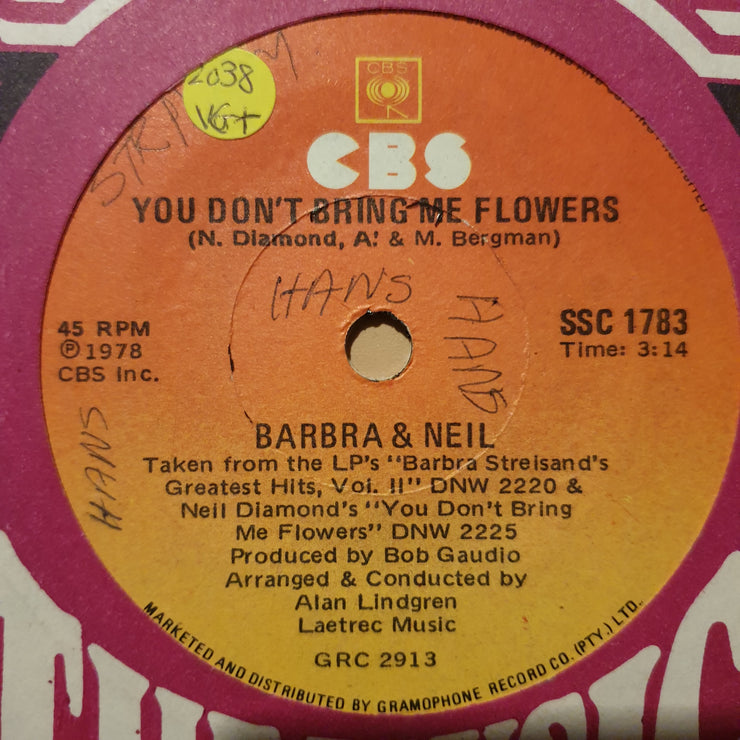 2038
VG+
CBS
CBS
YOU DON'T BRING ME FLOWERS
(N. Diamond, A. & M. Bergman)
HANS
HANS
HANS
45 RPM
℗ 1978
CBS Inc.
SSC 1783
Time: 3:14
BARBRA & NEIL
Taken from the LP's "Barbra Streisand's
Greatest Hits, Vol. II" DNW 2220 &
Neil Diamond's "You Don't Bring
Me Flowers" DNW 2225
Produced by Bob Gaudio
Arranged & Conducted by
Alan Lindgren
Laetrec Music
GRC 2913
MARKETED AND DISTRIBUTED BY GRAMOPHONE RECORD CO. (PTY.) LTD.